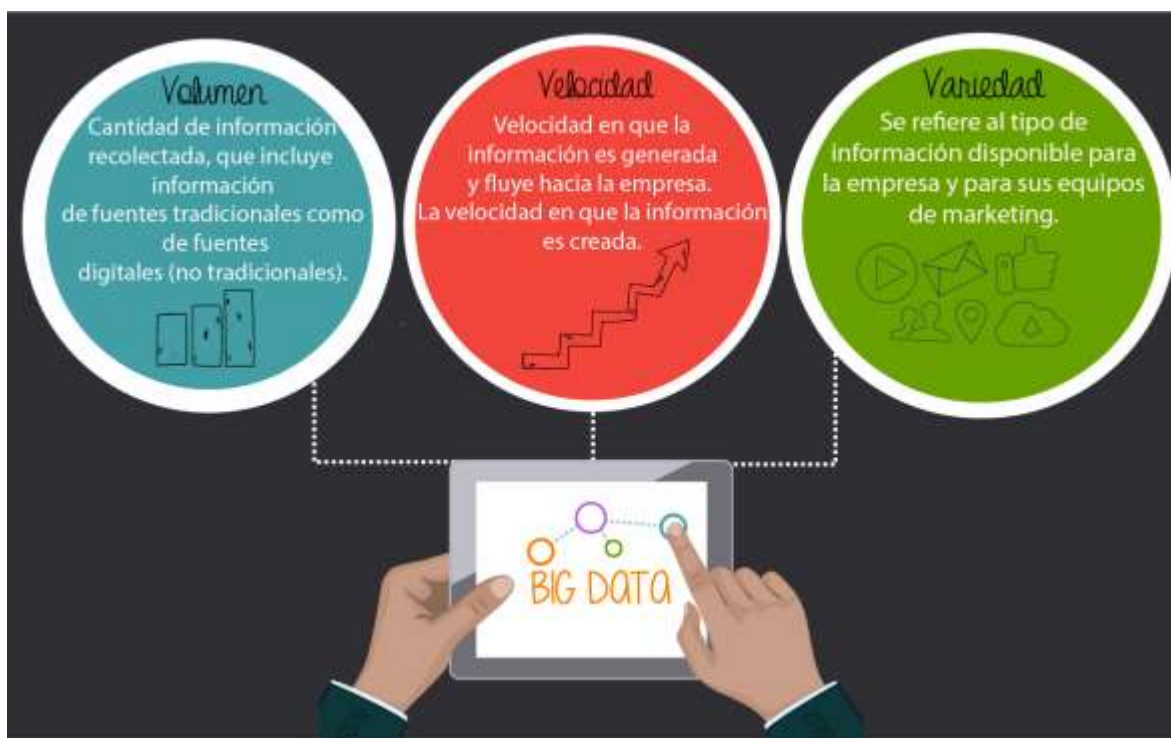 Volumen
Cantidad de información
recolectada, que incluye
información
de fuentes tradicionales como
de fuentes
digitales (no tradicionales).
Velocidad
Velocidad en que la
información es generada
y fluye hacia la empresa.
La velocidad en que la información
es creada.
Variedad
Se refiere al tipo de
información disponible para
la empresa y para sus equipos
de marketing.
BIG DATA